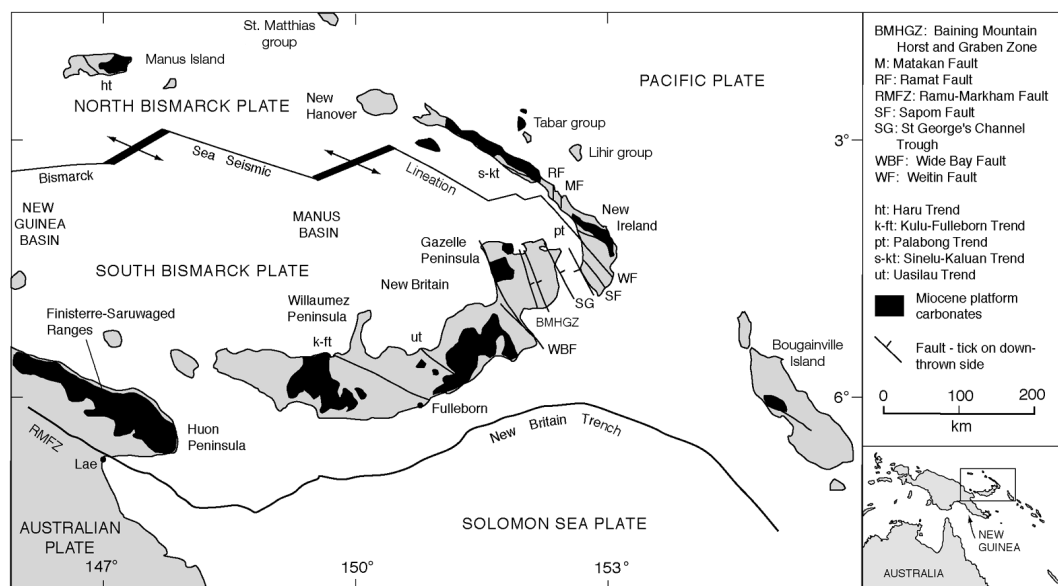 St. Matthias
group
Manus Island
ht
NORTH BISMARCK PLATE
New
Hanover
PACIFIC PLATE
Tabar group
3°
Lihir group
s-kt
RF
MF
Bismarck
Sea Seismic
Lineation
New
Ireland
NEW
GUINEA
BASIN
MANUS
BASIN
pt
Gazelle
Peninsula
SOUTH BISMARCK PLATE
New Britain
WF
SF
SG
Willaumez
Peninsula
BMHGZ
Finisterre-Saruwaged
Ranges
k-ft
ut
WBF
Bougainville
Island
6°
Fulleborn
Huon
Peninsula
RMFZ
New Britain Trench
Lae
AUSTRALIAN
PLATE
SOLOMON SEA PLATE
147°
150°
153°
BMHGZ: Baining Mountain
Horst and Graben Zone
M: Matakan Fault
RF: Ramat Fault
RMFZ: Ramu-Markham Fault
SF: Sapom Fault
SG: St George's Channel
Trough
WBF: Wide Bay Fault
WF: Weitin Fault
ht: Haru Trend
k-ft: Kulu-Fulleborn Trend
pt: Palabong Trend
s-kt: Sinelu-Kaluan Trend
ut: Uasilau Trend
Miocene platform
carbonates
Fault - tick on down-
thrown side
0 100 200
km
NEW
GUINEA
AUSTRALIA